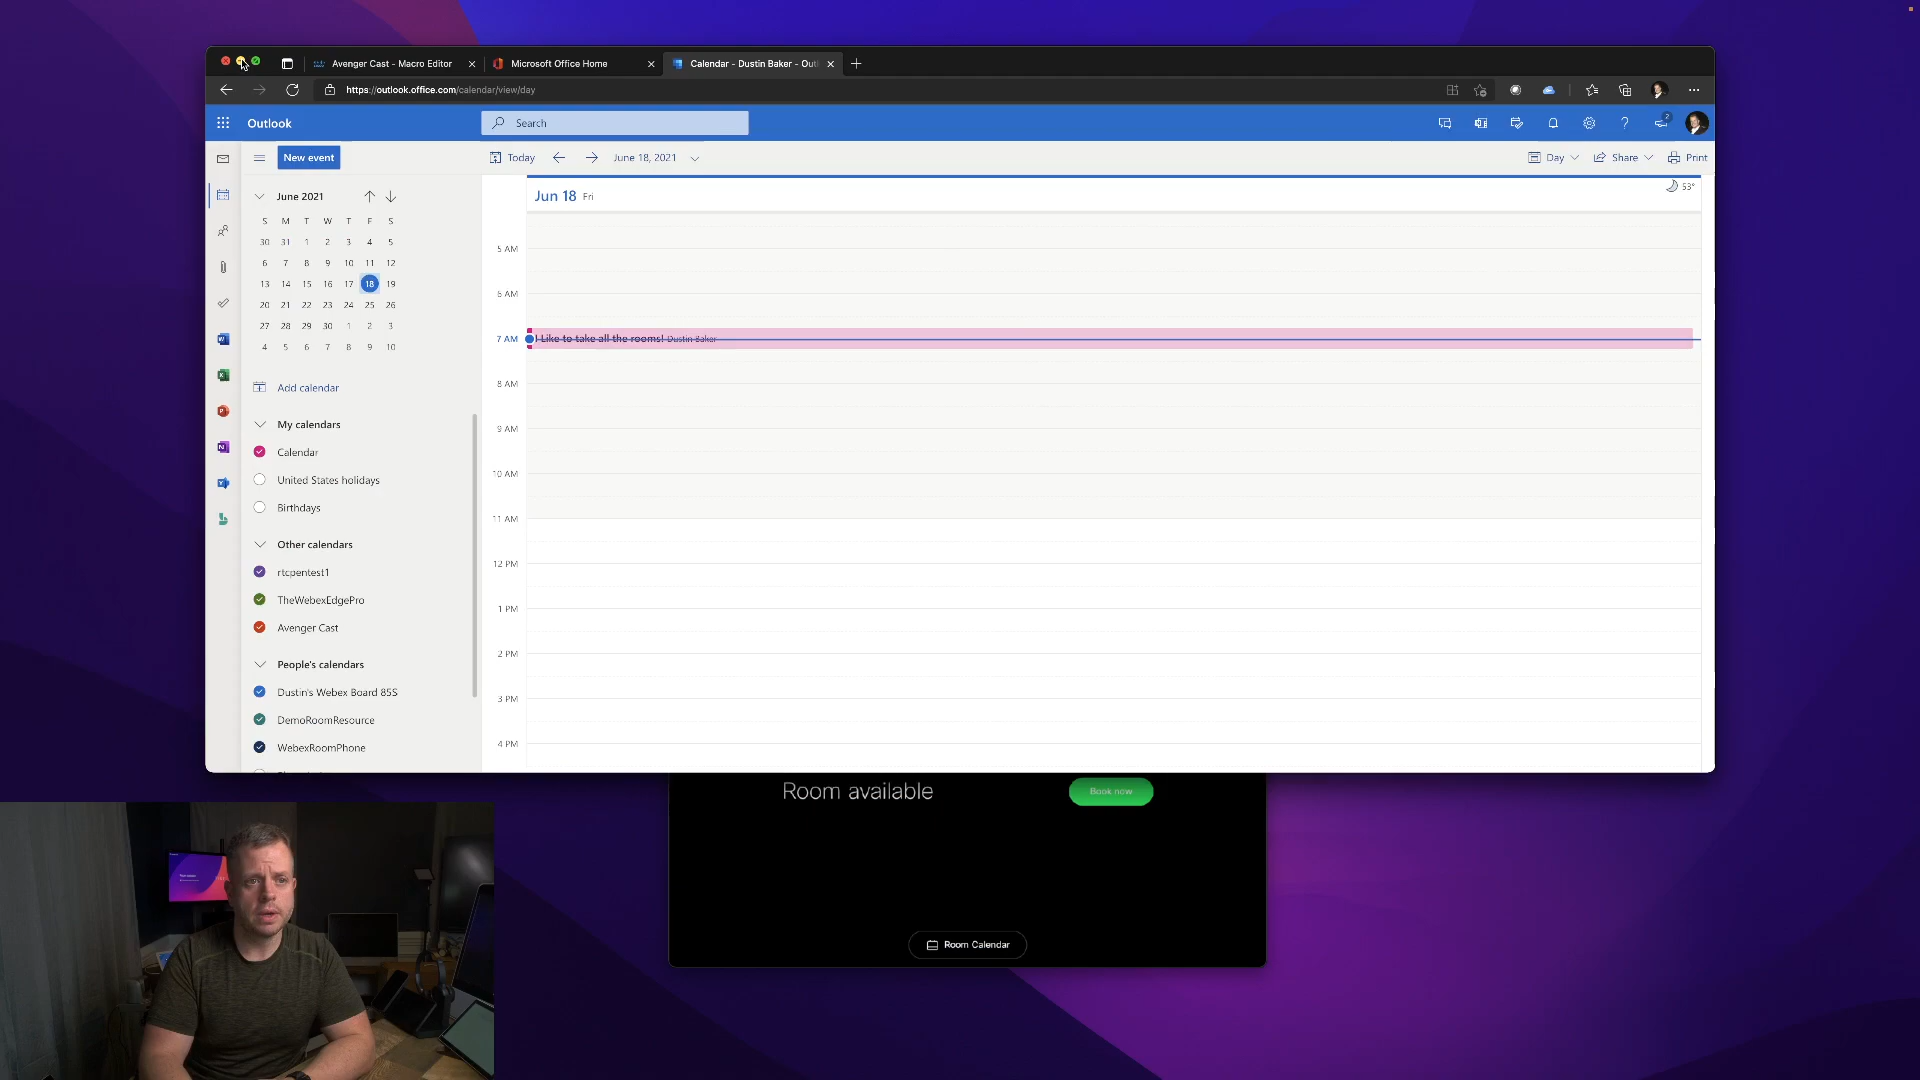 Avenger Cast - Macro Editor
Microsoft Office Home
Calendar - Dustin Baker - Out
https://outlook.office.com/calendar/view/day
Outlook
Search
2
New event
Today
June 18, 2021
Day
Share
Print
June 2021
S M T W T F S
30 31 1 2 3 4 5
6 7 8 9 10 11 12
13 14 15 16 17 18 19
20 21 22 23 24 25 26
27 28 29 30 1 2 3
4 5 6 7 8 9 10
Add calendar
My calendars
Calendar
United States holidays
Birthdays
Other calendars
rtcpentest1
TheWebexEdgePro
Avenger Cast
People's calendars
Dustin's Webex Board 85S
DemoRoomResource
WebexRoomPhone
Jun 18 Fri
53°
5 AM
6 AM
7 AM
I Like to take all the rooms! Dustin Baker
8 AM
9 AM
10 AM
11 AM
12 PM
1 PM
2 PM
3 PM
4 PM
Room available
Book now
Room Calendar